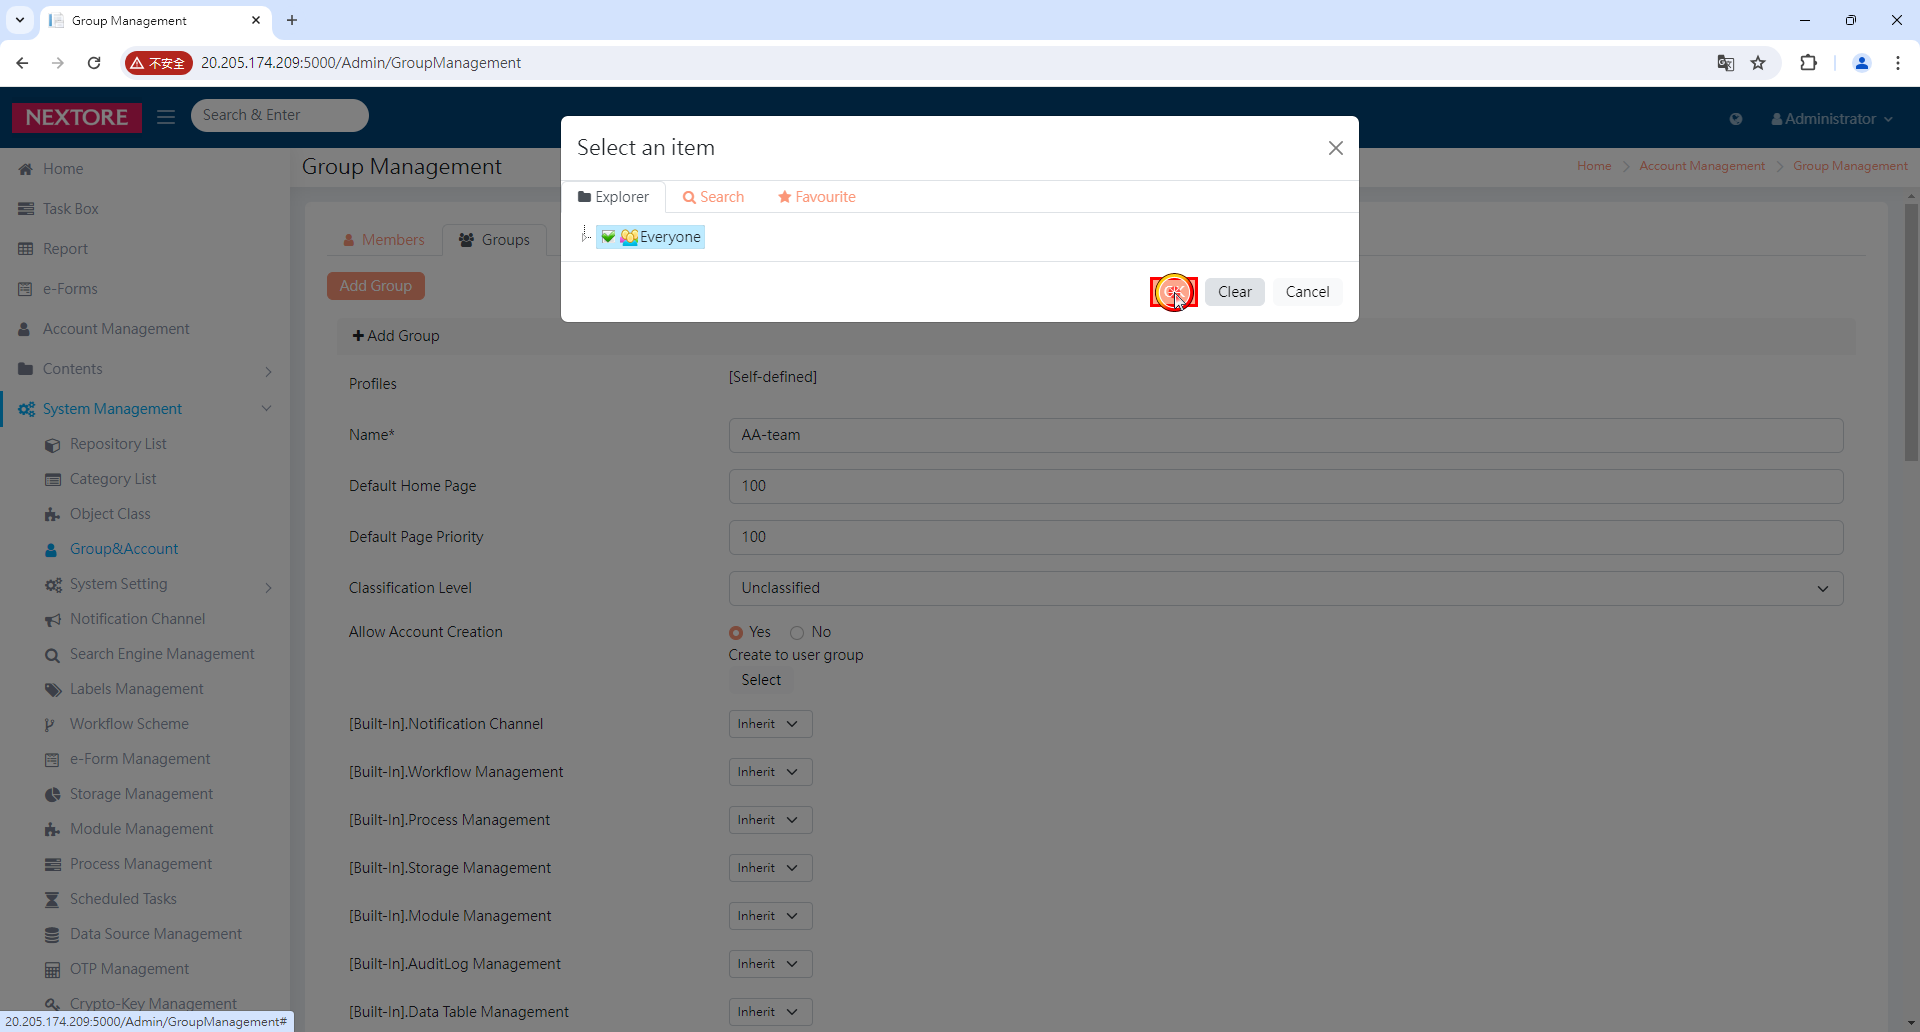 Group Management
不安全
20.205.174.209:5000/Admin/GroupManagement
NEXTORE
Search & Enter
Administrator
Select an item
Explorer
Search
Favourite
Everyone
Clear
Cancel
Home
Task Box
Report
e-Forms
Account Management
Contents
System Management
Repository List
Category List
Object Class
Group&Account
System Setting
Notification Channel
Search Engine Management
Labels Management
Workflow Scheme
e-Form Management
Storage Management
Module Management
Process Management
Scheduled Tasks
Data Source Management
OTP Management
Crypto-Key Management
20.205.174.209:5000/Admin/GroupManagement#
Group Management
Home Account Management Group Management
Members
Groups
Add Group
Add Group
Profiles
[Self-defined]
Name*
AA-team
Default Home Page
100
Default Page Priority
100
Classification Level
Unclassified
Allow Account Creation
Yes No
Create to user group
Select
[Built-In].Notification Channel
Inherit
[Built-In].Workflow Management
Inherit
[Built-In].Process Management
Inherit
[Built-In].Storage Management
Inherit
[Built-In].Module Management
Inherit
[Built-In].AuditLog Management
Inherit
[Built-In].Data Table Management
Inherit